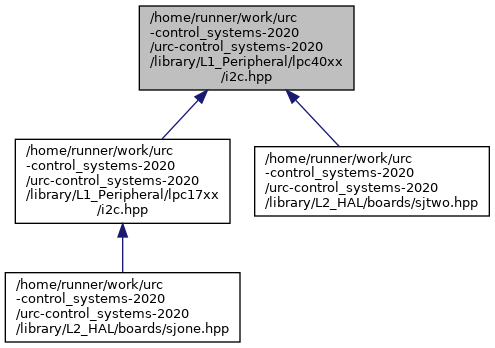 /home/runner/work/urc
-control_systems-2020
/urc-control_systems-2020
/library/L1_Peripheral/lpc40xx
/i2c.hpp
/home/runner/work/urc
-control_systems-2020
/urc-control_systems-2020
/library/L1_Peripheral/lpc17xx
/i2c.hpp
/home/runner/work/urc
-control_systems-2020
/urc-control_systems-2020
/library/L2_HAL/boards/sjtwo.hpp
/home/runner/work/urc
-control_systems-2020
/urc-control_systems-2020
/library/L2_HAL/boards/sjone.hpp